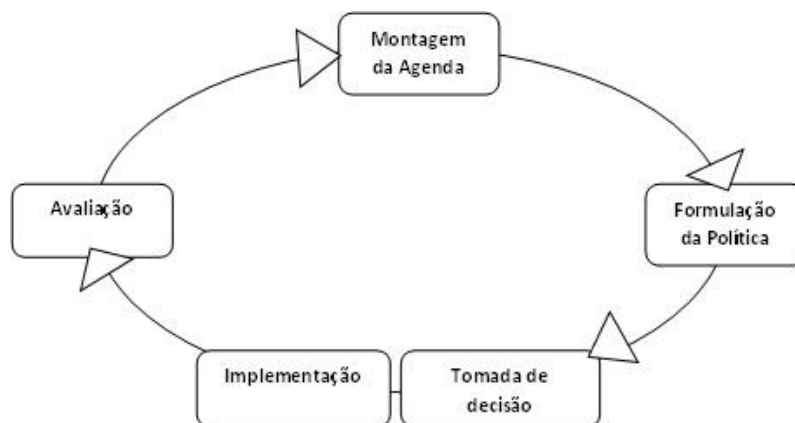 Montagem
da Agenda
Formulação
da Política
Tomada de
decisão
Implementação
Avaliação